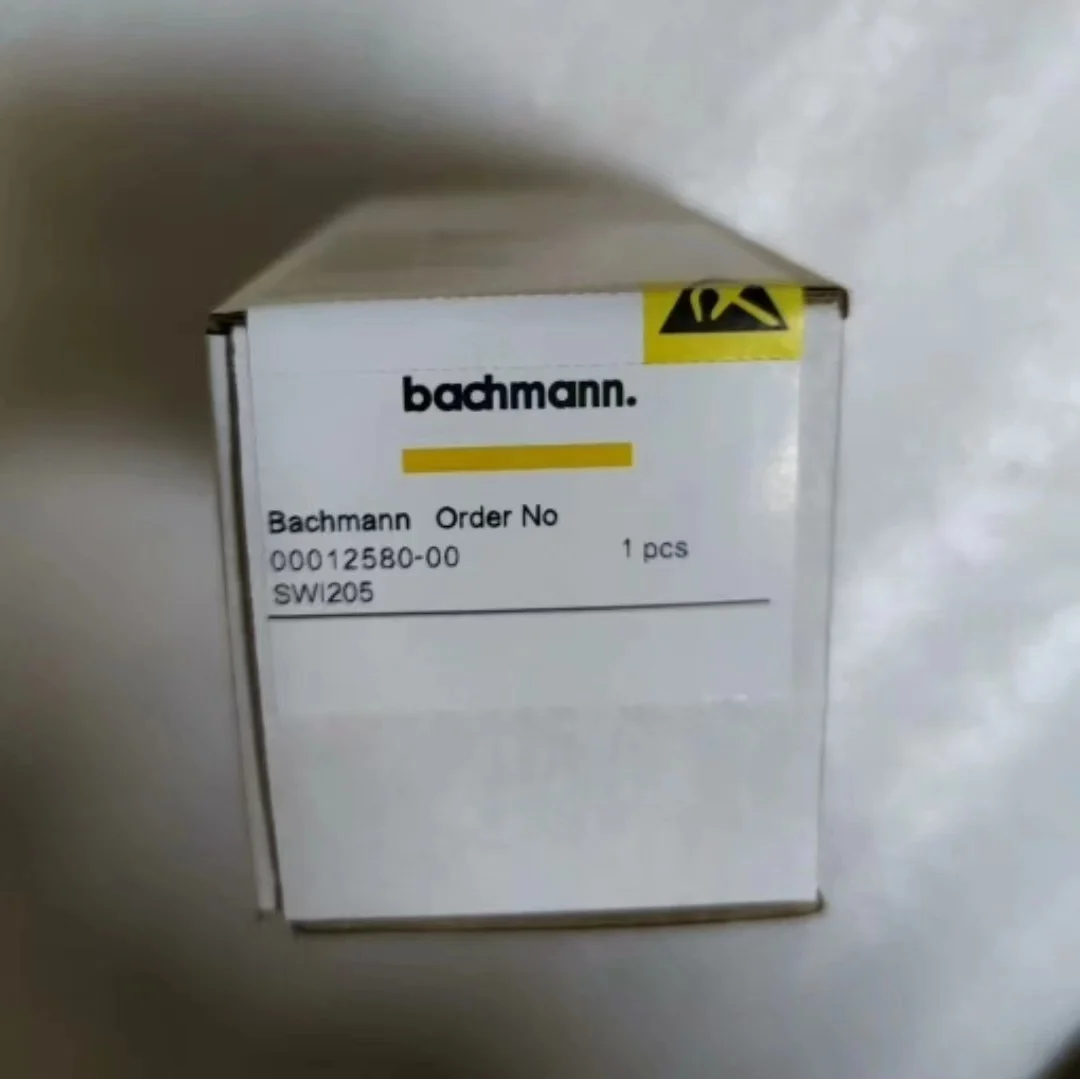 bachmann.
Bachmann Order No
00012580-00 1 pcs
SWI205